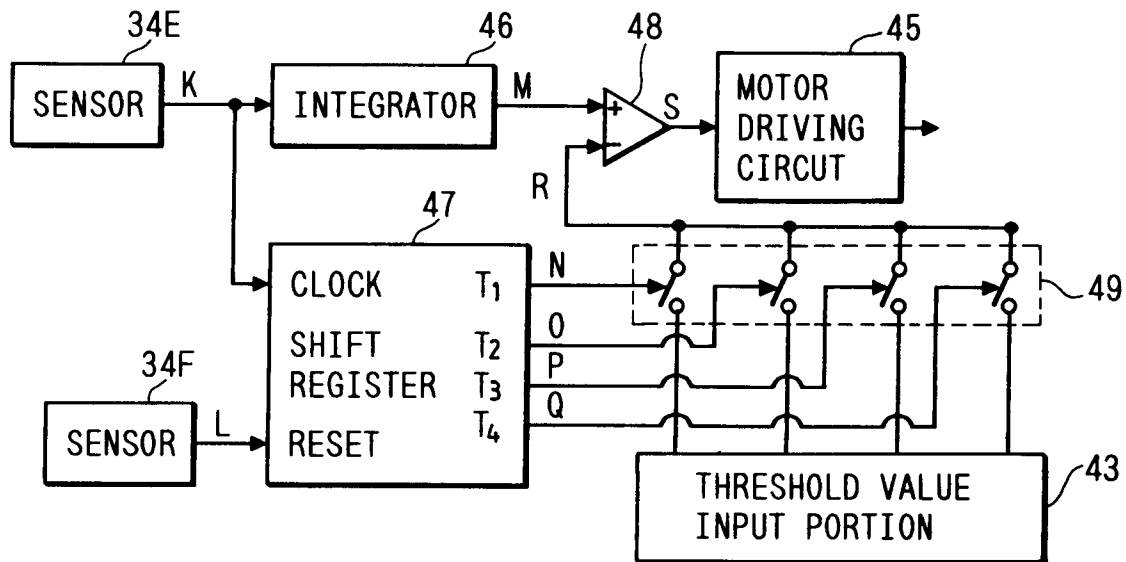 34E
46
48
45
SENSOR
K
INTEGRATOR
M
+
-
S
MOTOR
DRIVING
CIRCUT
R
47
CLOCK
T1
N
49
SHIFT
REGISTER
T2
O
T3
P
T4
Q
34F
SENSOR
L
RESET
43
THRESHOLD VALUE
INPUT PORTION